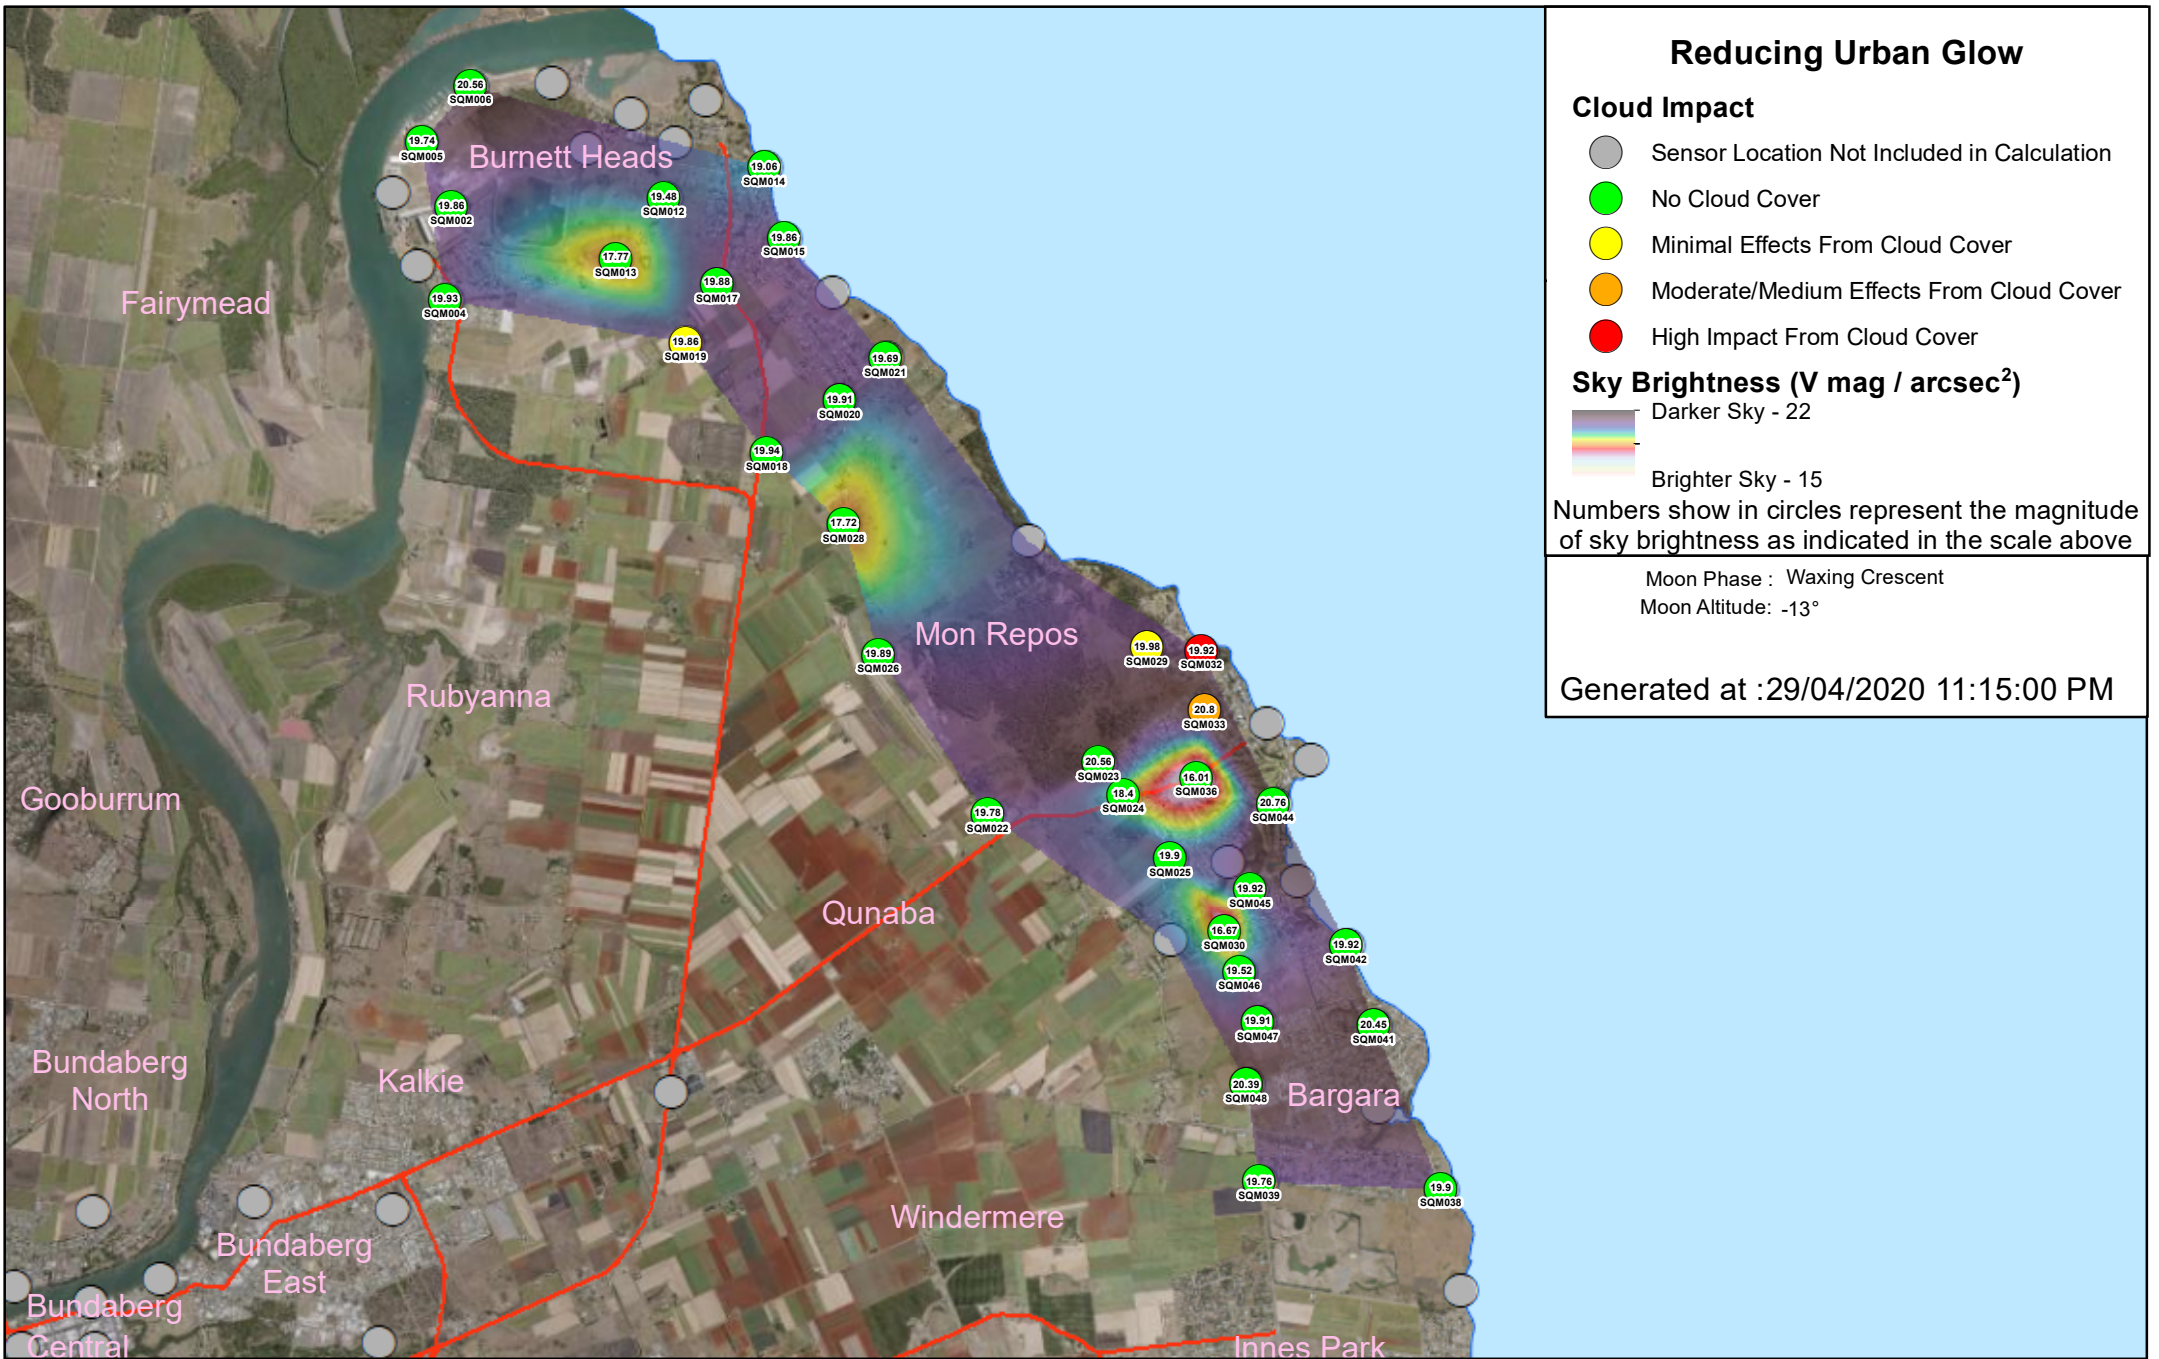 Reducing Urban Glow
Cloud Impact
Sensor Location Not Included in Calculation
No Cloud Cover
Minimal Effects From Cloud Cover
Moderate/Medium Effects From Cloud Cover
High Impact From Cloud Cover
Sky Brightness (V mag / arcsec²)
Darker Sky - 22
Brighter Sky - 15
Numbers show in circles represent the magnitude
of sky brightness as indicated in the scale above
Moon Phase : Waxing Crescent
Moon Altitude: -13°
Generated at :29/04/2020 11:15:00 PM
20.56
SQM006
19.74
SQM005
Burnett Heads
19.06
SQM014
19.86
SQM002
19.48
SQM012
19.86
SQM015
17.77
SQM013
19.88
SQM017
Fairymead
19.93
SQM004
19.86
SQM019
19.69
SQM021
19.91
SQM020
19.94
SQM018
17.72
SQM028
Mon Repos
19.89
SQM026
19.98
SQM029
19.92
SQM032
Rubyanna
20.8
SQM033
20.56
SQM023
16.01
SQM036
18.4
SQM024
20.76
SQM044
Gooburrum
19.78
SQM022
19.9
SQM025
19.92
SQM045
Qunaba
16.67
SQM030
19.92
SQM042
19.52
SQM046
19.91
SQM047
20.45
SQM041
Bundaberg
North
Kalkie
20.39
SQM048
Bargara
19.76
SQM039
19.9
SQM038
Windermere
Bundaberg
East
Bundaberg
Central
Innes Park